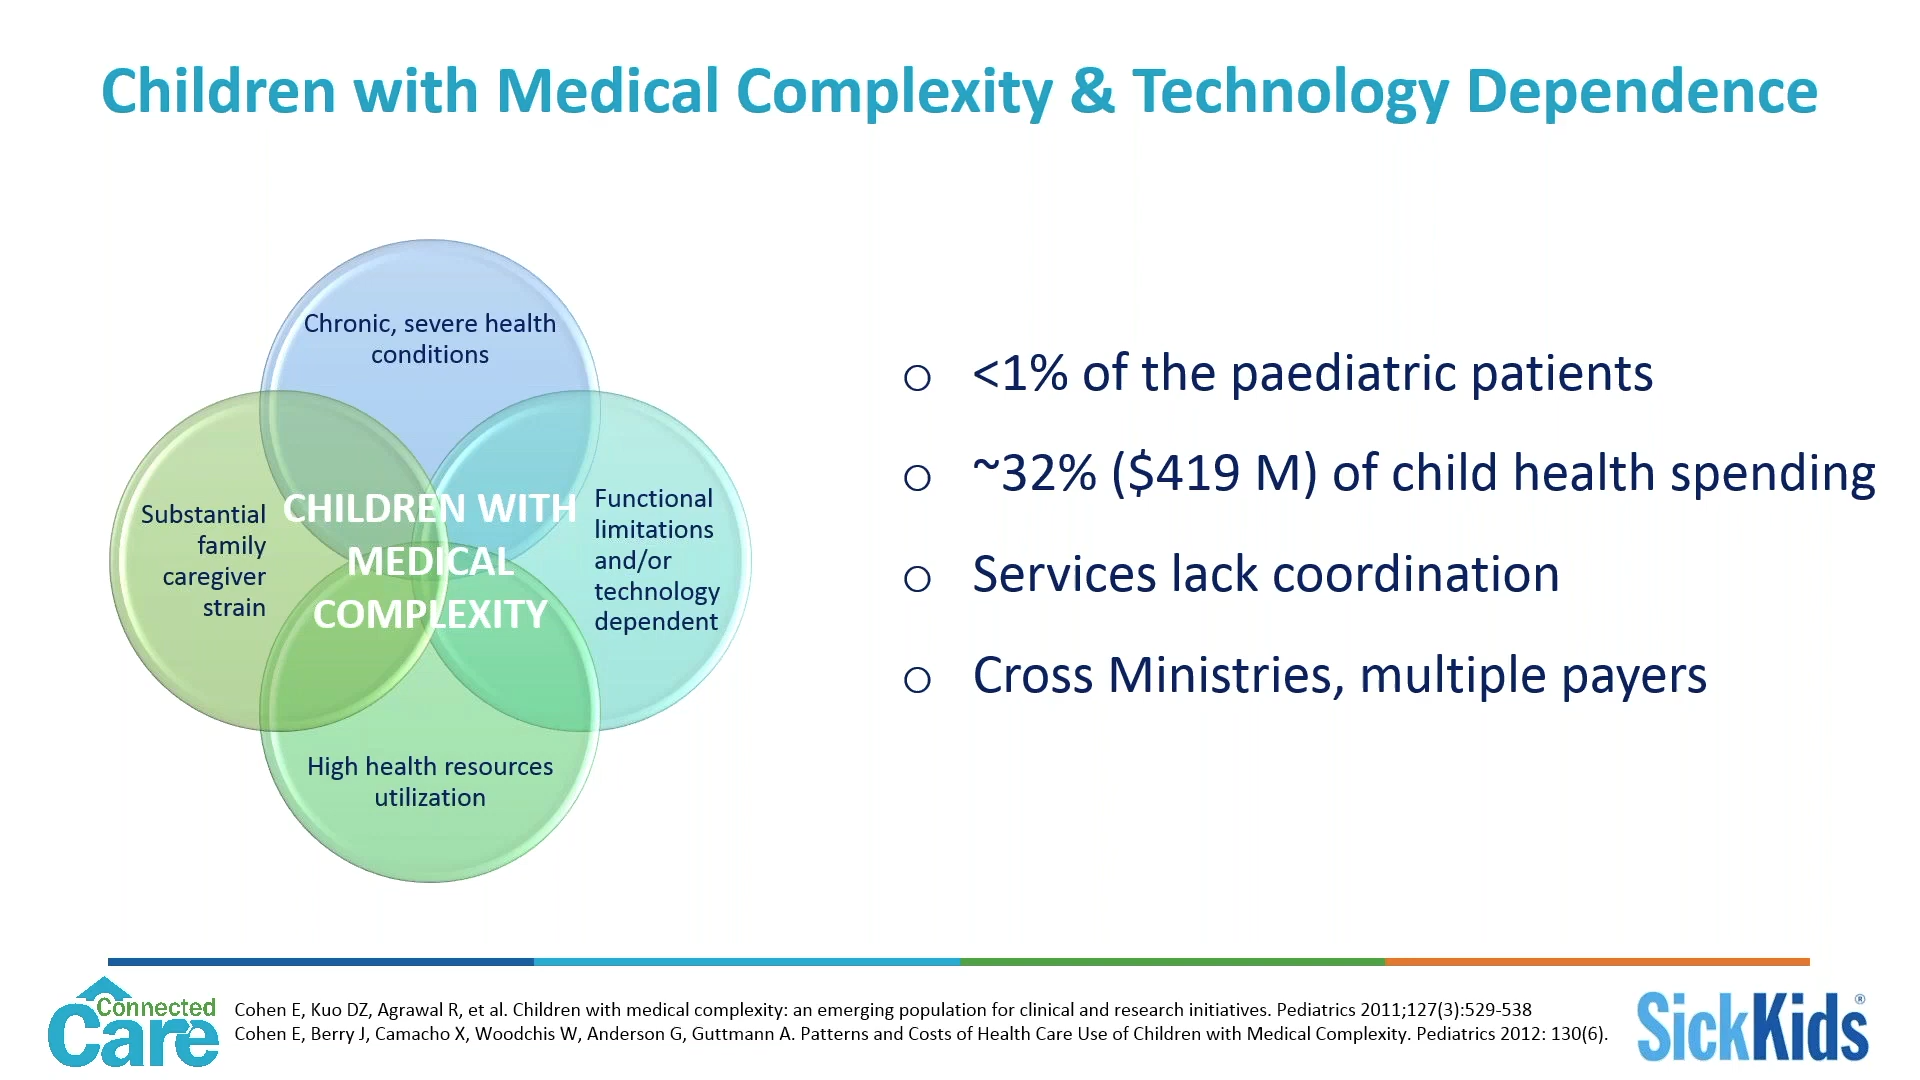 Children with Medical Complexity & Technology Dependence
Chronic, severe health
conditions
Substantial
family
caregiver
strain
CHILDREN WITH
MEDICAL
COMPLEXITY
Functional
limitations
and/or
technology
dependent
High health resources
utilization
o <1% of the paediatric patients
o ~32% ($419 M) of child health spending
o Services lack coordination
o Cross Ministries, multiple payers
Connected
Care
Cohen E, Kuo DZ, Agrawal R, et al. Children with medical complexity: an emerging population for clinical and research initiatives. Pediatrics 2011;127(3):529-538
Cohen E, Berry J, Camacho X, Woodchis W, Anderson G, Guttmann A. Patterns and Costs of Health Care Use of Children with Medical Complexity. Pediatrics 2012: 130(6).
SickKids®